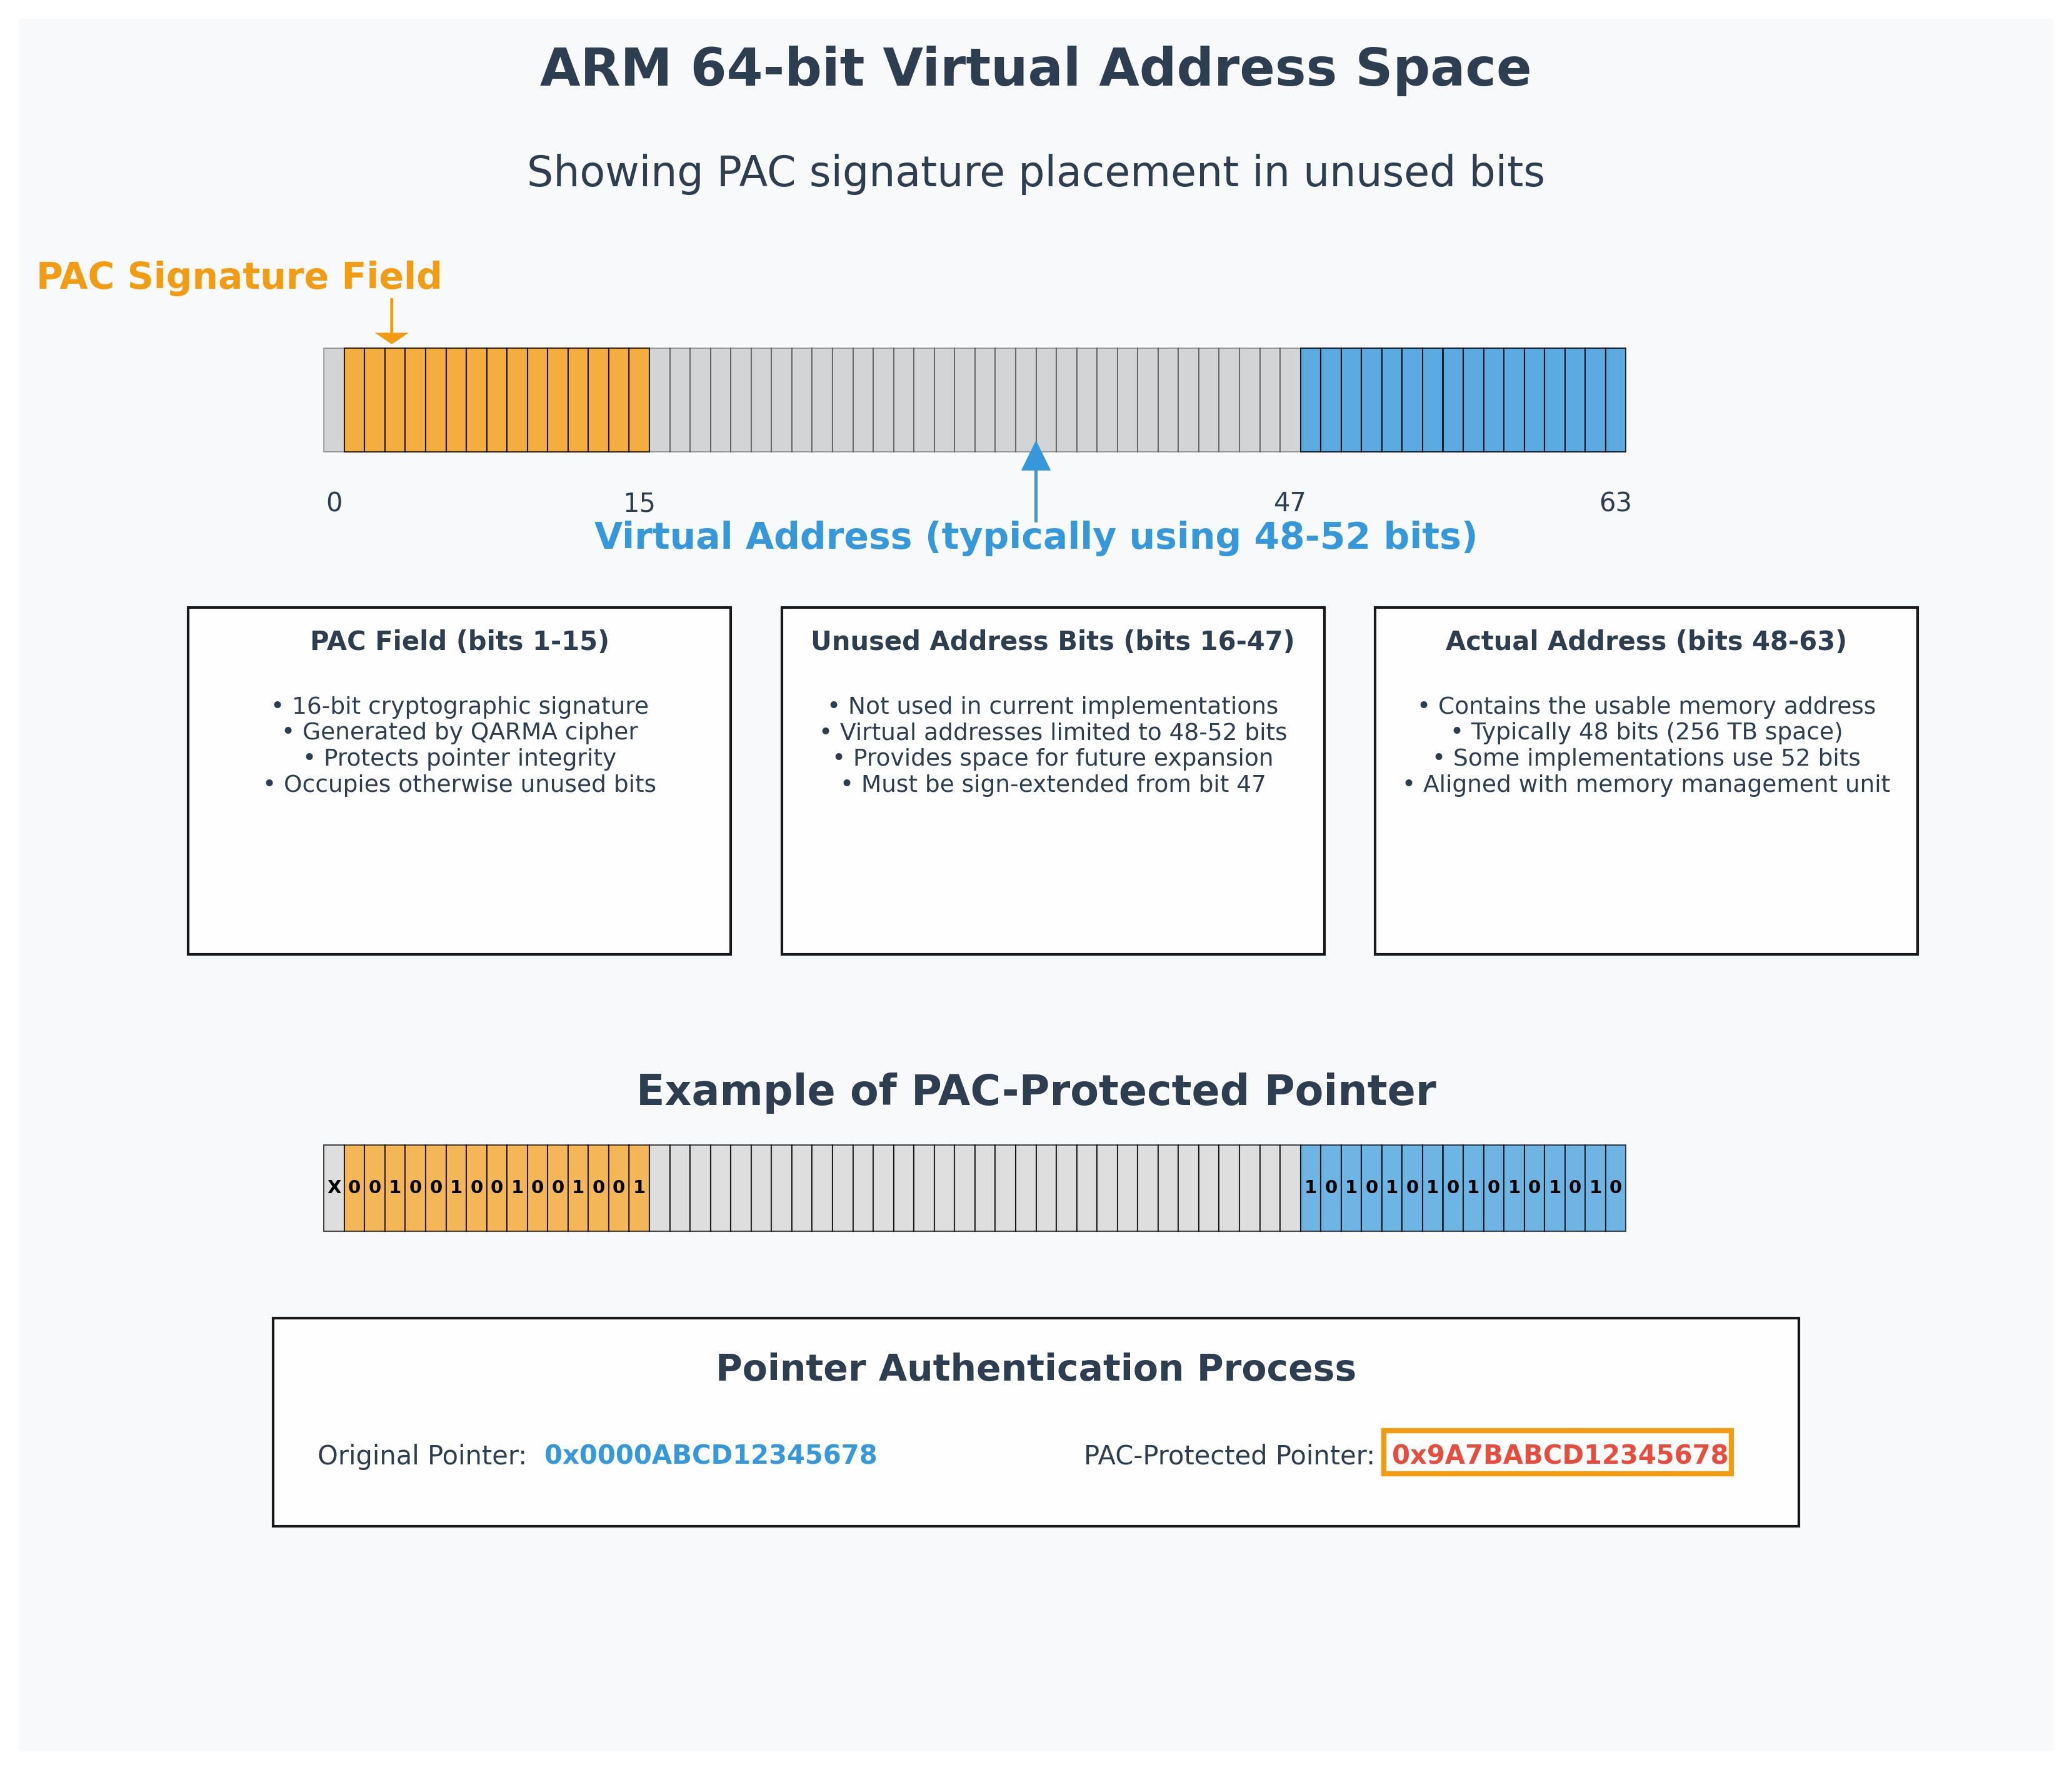 ARM 64-bit Virtual Address Space
Showing PAC signature placement in unused bits
PAC Signature Field
0 15 47 63
Virtual Address (typically using 48-52 bits)
PAC Field (bits 1-15)
• 16-bit cryptographic signature
• Generated by QARMA cipher
• Protects pointer integrity
• Occupies otherwise unused bits
Unused Address Bits (bits 16-47)
• Not used in current implementations
• Virtual addresses limited to 48-52 bits
• Provides space for future expansion
• Must be sign-extended from bit 47
Actual Address (bits 48-63)
• Contains the usable memory address
• Typically 48 bits (256 TB space)
• Some implementations use 52 bits
• Aligned with memory management unit
Example of PAC-Protected Pointer
X 0 0 1 0 0 1 0 0 1 0 0 1 0 0 1 1 0 1 0 1 0 1 0 1 0 1 0 1 0 1 0
Pointer Authentication Process
Original Pointer: 0x0000ABCD12345678 PAC-Protected Pointer: 0x9A7BABCD12345678